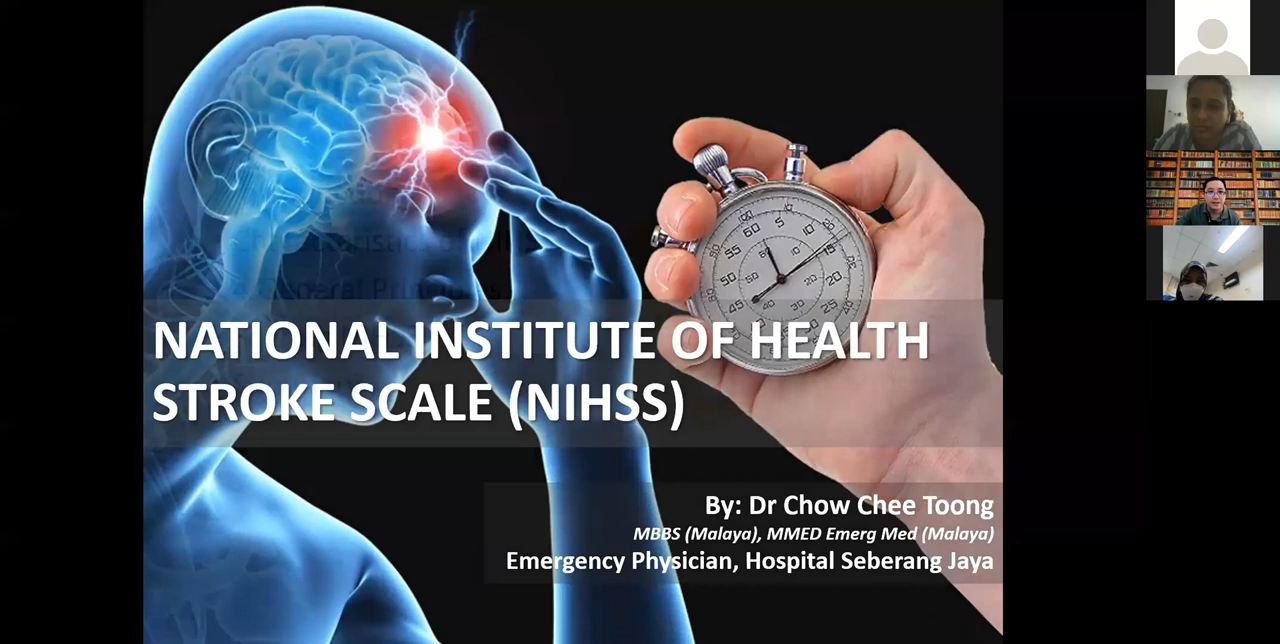 NATIONAL INSTITUTE OF HEALTH
STROKE SCALE (NIHSS)
By: Dr Chow Chee Toong
MBBS (Malaya), MMED Emerg Med (Malaya)
Emergency Physician, Hospital Seberang Jaya